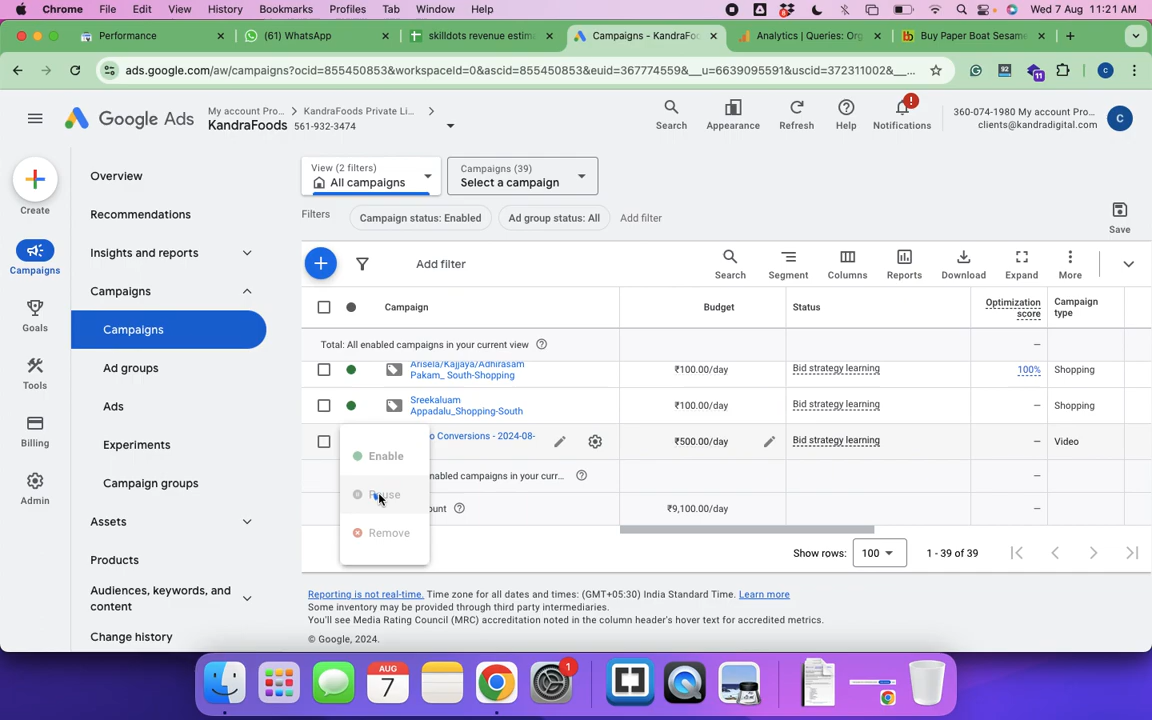 Chrome File Edit View History Bookmarks Profiles Tab Window Help Wed 7 Aug 11:21 AM
Performance (61) WhatsApp skilldots revenue estim Campaigns - KandraFoo Analytics | Queries: Org Buy Paper Boat Sesam
ads.google.com/aw/campaigns?ocid=855450853&workspaceId=0&ascid=855450853&euid=367774559&__u=6639095591&uscid=372311002&__...
Google Ads
My account Pro... KandraFoods Private Li...
KandraFoods 561-932-3474
Search Appearance Refresh Help Notifications
360-074-1980 My account Pro...
clients@kandradigital.com
Create
Campaigns
Goals
Tools
Billing
Admin
Overview
Recommendations
Insights and reports
Campaigns
Campaigns
Ad groups
Ads
Experiments
Campaign groups
Assets
Products
Audiences, keywords, and
content
Change history
View (2 filters)
All campaigns
Campaigns (39)
Select a campaign
Filters Campaign status: Enabled Ad group status: All Add filter
Save
Add filter
Search Segment Columns Reports Download Expand More
Campaign Budget Status Optimization score Campaign type
Total: All enabled campaigns in your current view —
Arisela/Kajjaya/Adhirasam
Pakam_ South-Shopping
₹100.00/day Bid strategy learning 100% Shopping
Sreekaluam
Appadalu_Shopping-South
₹100.00/day Bid strategy learning — Shopping
o Conversions - 2024-08-
₹500.00/day Bid strategy learning — Video
Enable
Pause
Remove
nabled campaigns in your curr... —
ount ₹9,100.00/day —
Show rows: 100 1 - 39 of 39
Reporting is not real-time. Time zone for all dates and times: (GMT+05:30) India Standard Time. Learn more
Some inventory may be provided through third party intermediaries.
You'll see Media Rating Council (MRC) accreditation noted in the column header's hover text for accredited metrics.
© Google, 2024.